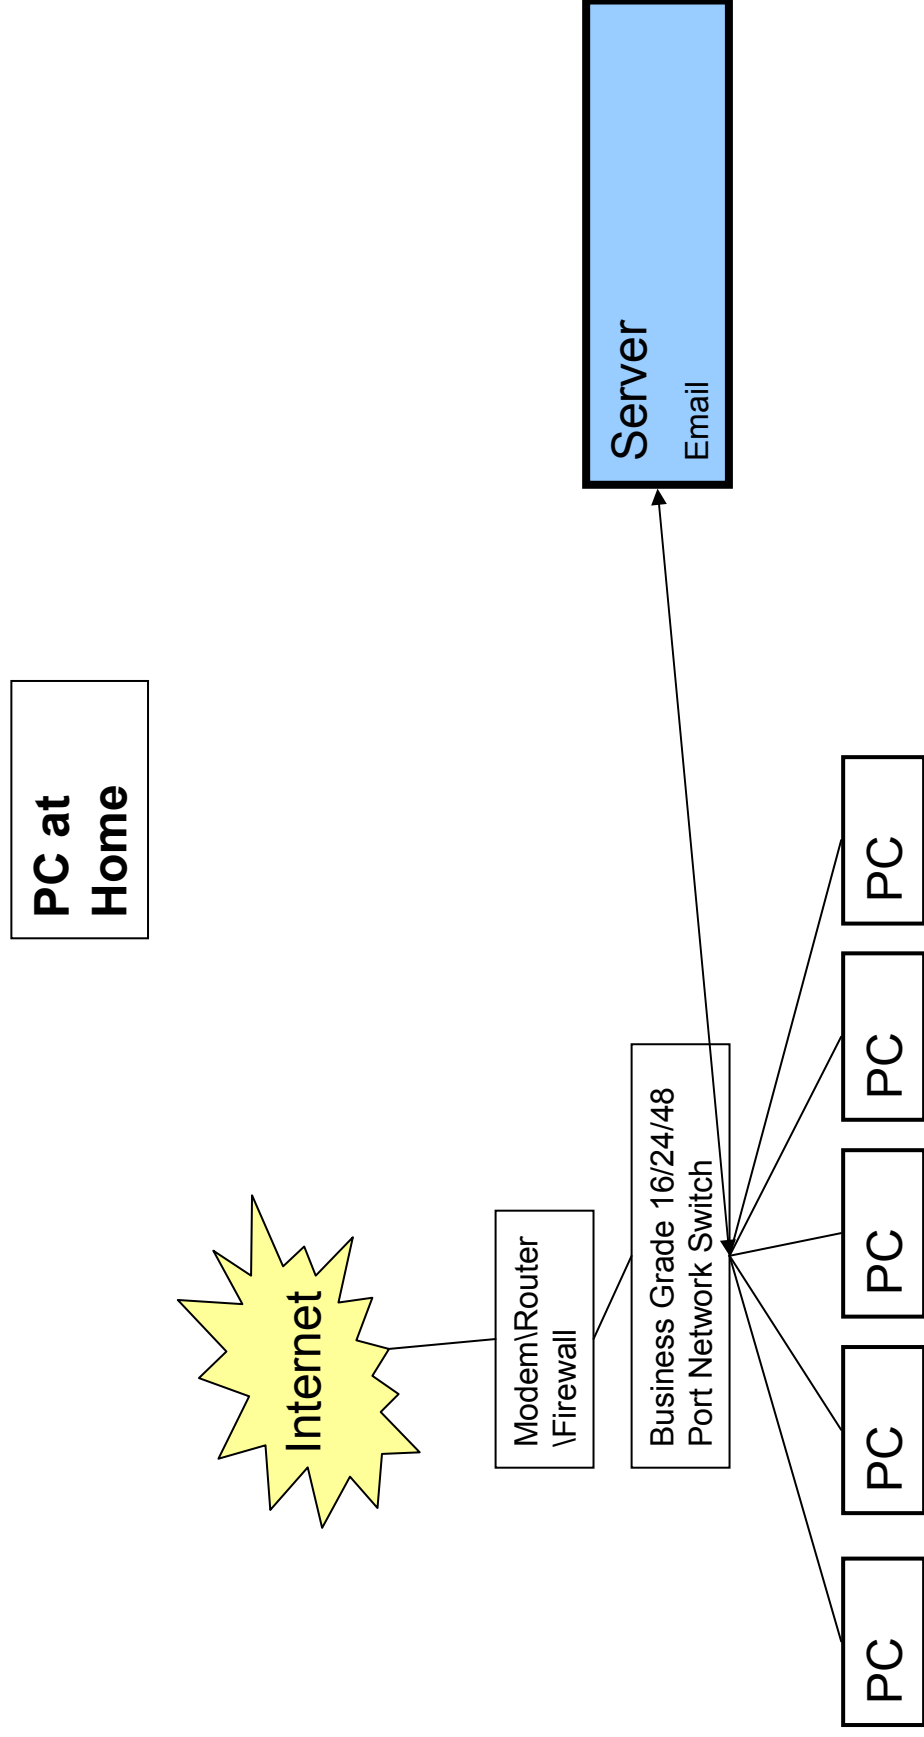 PC at
Home
Internet
Modem\Router
\Firewall
Business Grade 16/24/48
Port Network Switch
Server
Email
PC
PC
PC
PC
PC